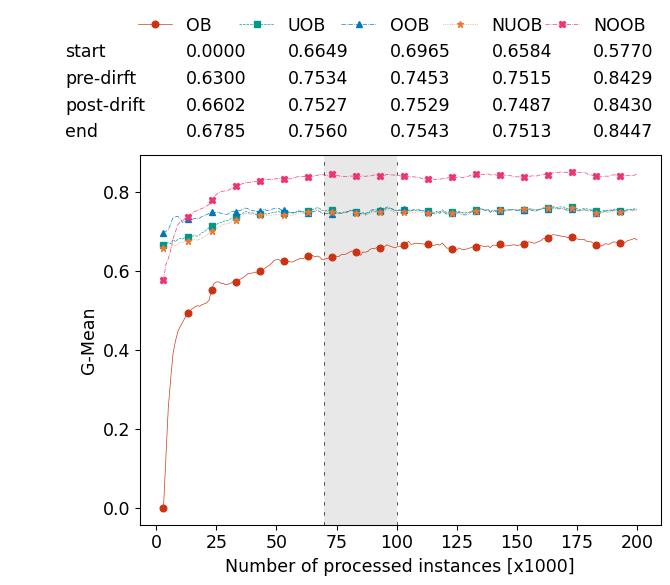 OB UOB OOB NUOB NOOB
start 0.0000 0.6649 0.6965 0.6584 0.5770
pre-dirft 0.6300 0.7534 0.7453 0.7515 0.8429
post-drift 0.6602 0.7527 0.7529 0.7487 0.8430
end 0.6785 0.7560 0.7543 0.7513 0.8447
0.8
0.6
0.4
0.2
0.0
G-Mean
0 25 50 75 100 125 150 175 200
Number of processed instances [x1000]